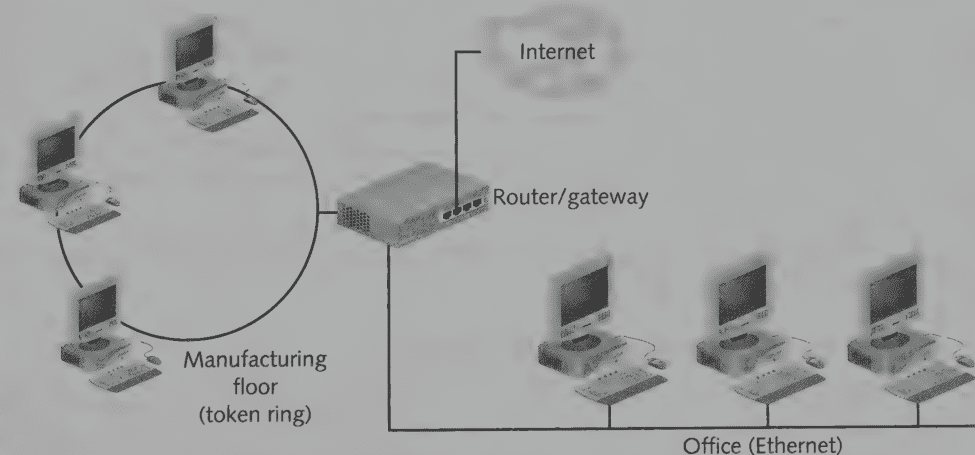 Internet
Router/gateway
Manufacturing
floor
(token ring)
Office (Ethernet)